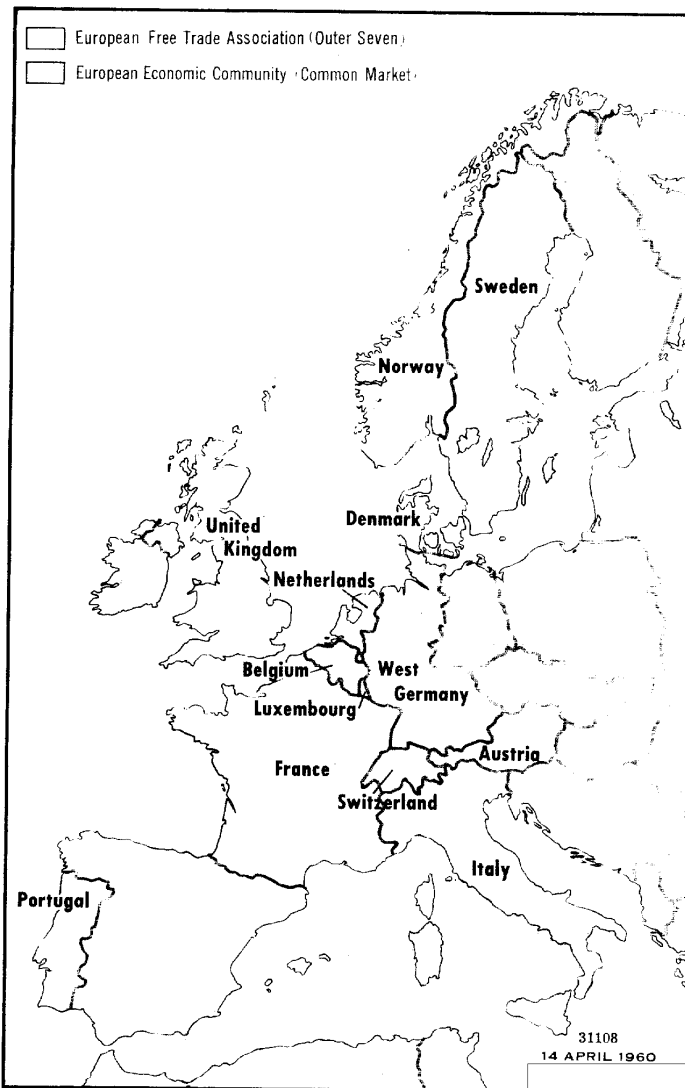 European Free Trade Association (Outer Seven)
European Economic Community (Common Market)
Sweden
Norway
Denmark
United
Kingdom
Netherlands
Belgium
West
Germany
Luxembourg
Austria
France
Switzerland
Italy
Portugal
31108
14 APRIL 1960